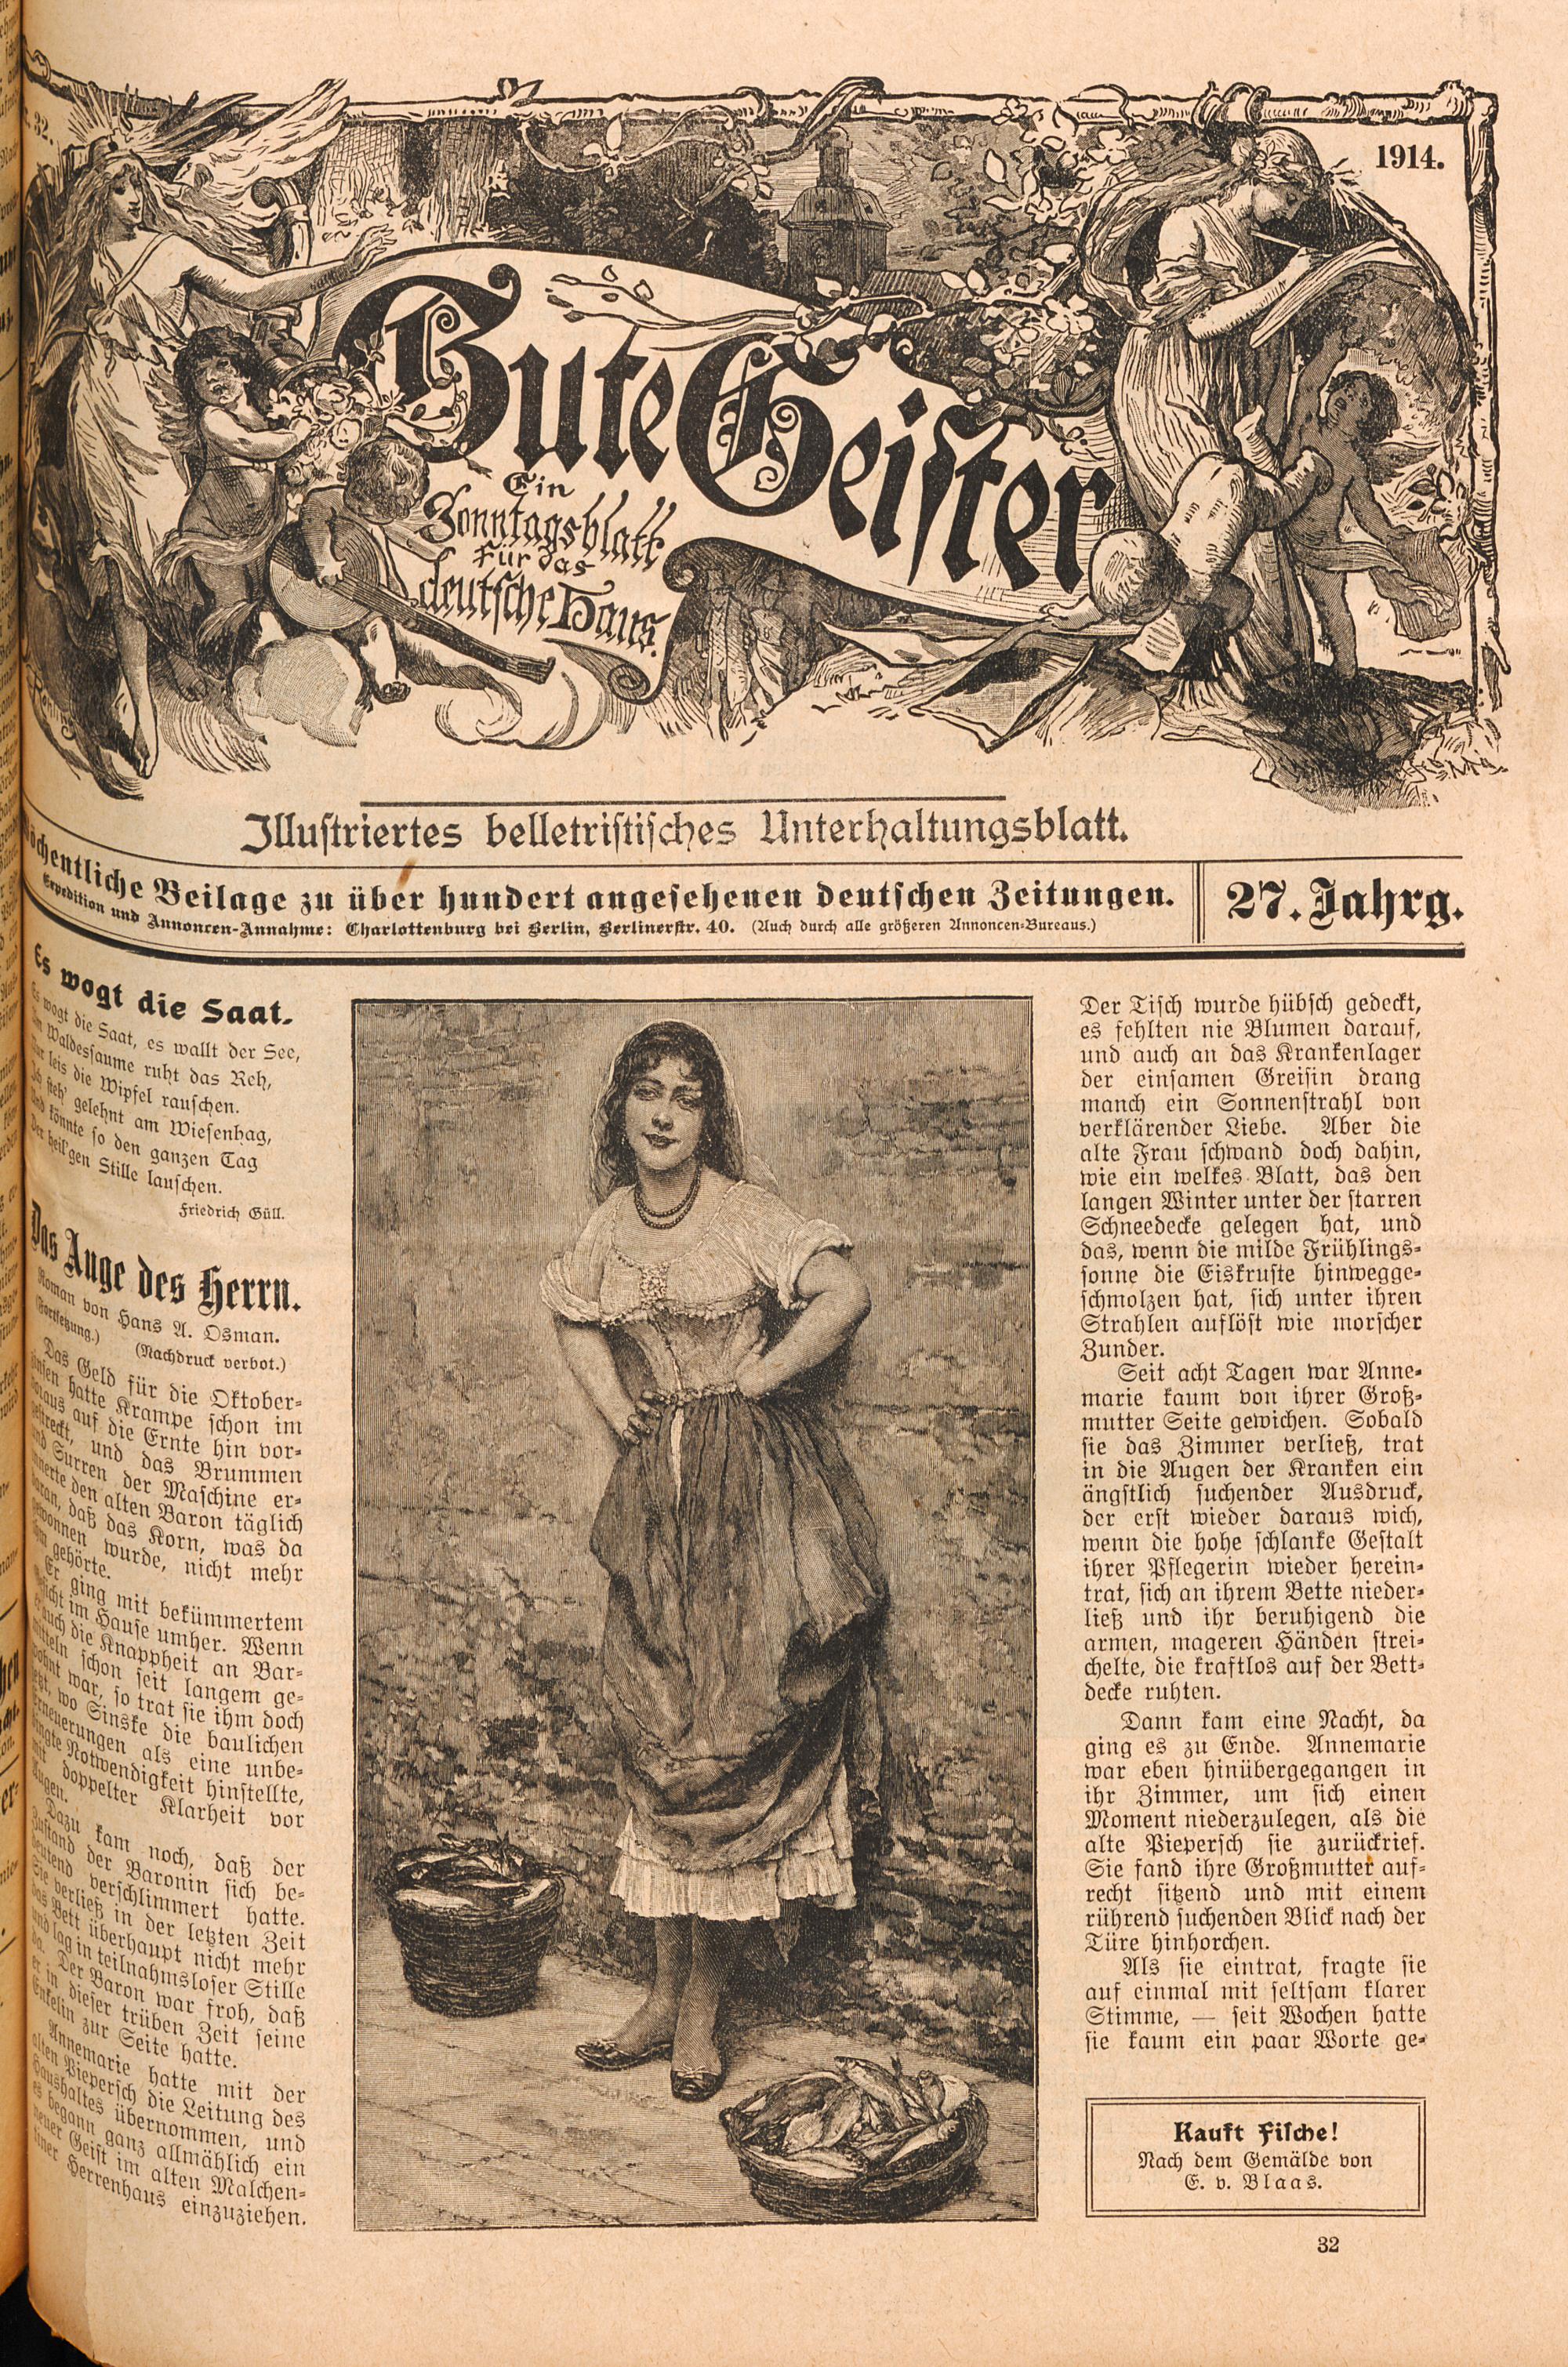 32.
1914.
Gute Geister
Ein
Sonntagsblatt
für das
deutsche Haus.
Illustriertes belletristisches Unterhaltungsblatt.
Wöchentliche Beilage zu über hundert angesehenen deutschen Zeitungen.
Expedition und Annoncen-Annahme: Charlottenburg bei Berlin, Berlinerstr. 40. (Auch durch alle größeren Annoncen-Bureaus.)
27. Jahrg.
Es wogt die Saat.
Es wogt die Saat, es wallt der See,
Am Waldessaume ruht das Reh,
Nur leis die Wipfel rauschen.
Ich steh' gelehnt am Wiesenhag,
Und könnte so den ganzen Tag
Der heil'gen Stille lauschen.
Friedrich Güll.
Das Auge des Herrn.
Roman von Hans A. Osman.
(Fortsetzung.)
(Nachdruck verbot.)
Das Geld für die Oktober-
zinsen hatte Krampe schon im
voraus auf die Ernte hin vor-
gestreckt, und das Brummen
und Surren der Maschine er-
innerte den alten Baron täglich
daran, daß das Korn, was da
gewonnen wurde, nicht mehr
ihm gehörte.
Er ging mit bekümmertem
Gesicht im Hause umher. Wenn
er auch die Knappheit an Bar-
mitteln schon seit langem ge-
wohnt war, so trat sie ihm doch
jetzt, wo Sinske die baulichen
Erneuerungen als eine unbe-
dingte Notwendigkeit hinstellte,
mit doppelter Klarheit vor
Augen.
Dazu kam noch, daß der
Zustand der Baronin sich be-
deutend verschlimmert hatte.
Sie verließ in der letzten Zeit
das Bett überhaupt nicht mehr
und lag in teilnahmsloser Stille
da. Der Baron war froh, daß
er in dieser trüben Zeit seine
Enkelin zur Seite hatte.
Annemarie hatte mit der
alten Piepersch die Leitung des
Haushaltes übernommen, und
es begann ganz allmählich ein
neuer Geist im alten Malchen-
tiner Herrenhaus einzuziehen.
Der Tisch wurde hübsch gedeckt,
es fehlten nie Blumen darauf,
und auch an das Krankenlager
der einsamen Greisin drang
manch ein Sonnenstrahl von
verklärender Liebe. Aber die
alte Frau schwand doch dahin,
wie ein welkes Blatt, das den
langen Winter unter der starren
Schneedecke gelegen hat, und
das, wenn die milde Frühlings-
sonne die Eiskruste hinwegge-
schmolzen hat, sich unter ihren
Strahlen auflöst wie morscher
Zunder.
Seit acht Tagen war Anne-
marie kaum von ihrer Groß-
mutter Seite gewichen. Sobald
sie das Zimmer verließ, trat
in die Augen der Kranken ein
ängstlich suchender Ausdruck,
der erst wieder daraus wich,
wenn die hohe schlanke Gestalt
ihrer Pflegerin wieder herein-
trat, sich an ihrem Bette nieder-
ließ und ihr beruhigend die
armen, mageren Händen strei-
chelte, die kraftlos auf der Bett-
decke ruhten.
Dann kam eine Nacht, da
ging es zu Ende. Annemarie
war eben hinübergegangen in
ihr Zimmer, um sich einen
Moment niederzulegen, als die
alte Piepersch sie zurückrief.
Sie fand ihre Großmutter auf-
recht sitzend und mit einem
rührend suchenden Blick nach der
Türe hinhorchen.
Als sie eintrat, fragte sie
auf einmal mit seltsam klarer
Stimme, — seit Wochen hatte
sie kaum ein paar Worte ge-
Kauft Fische!
Nach dem Gemälde von
E. v. Blaas.
32